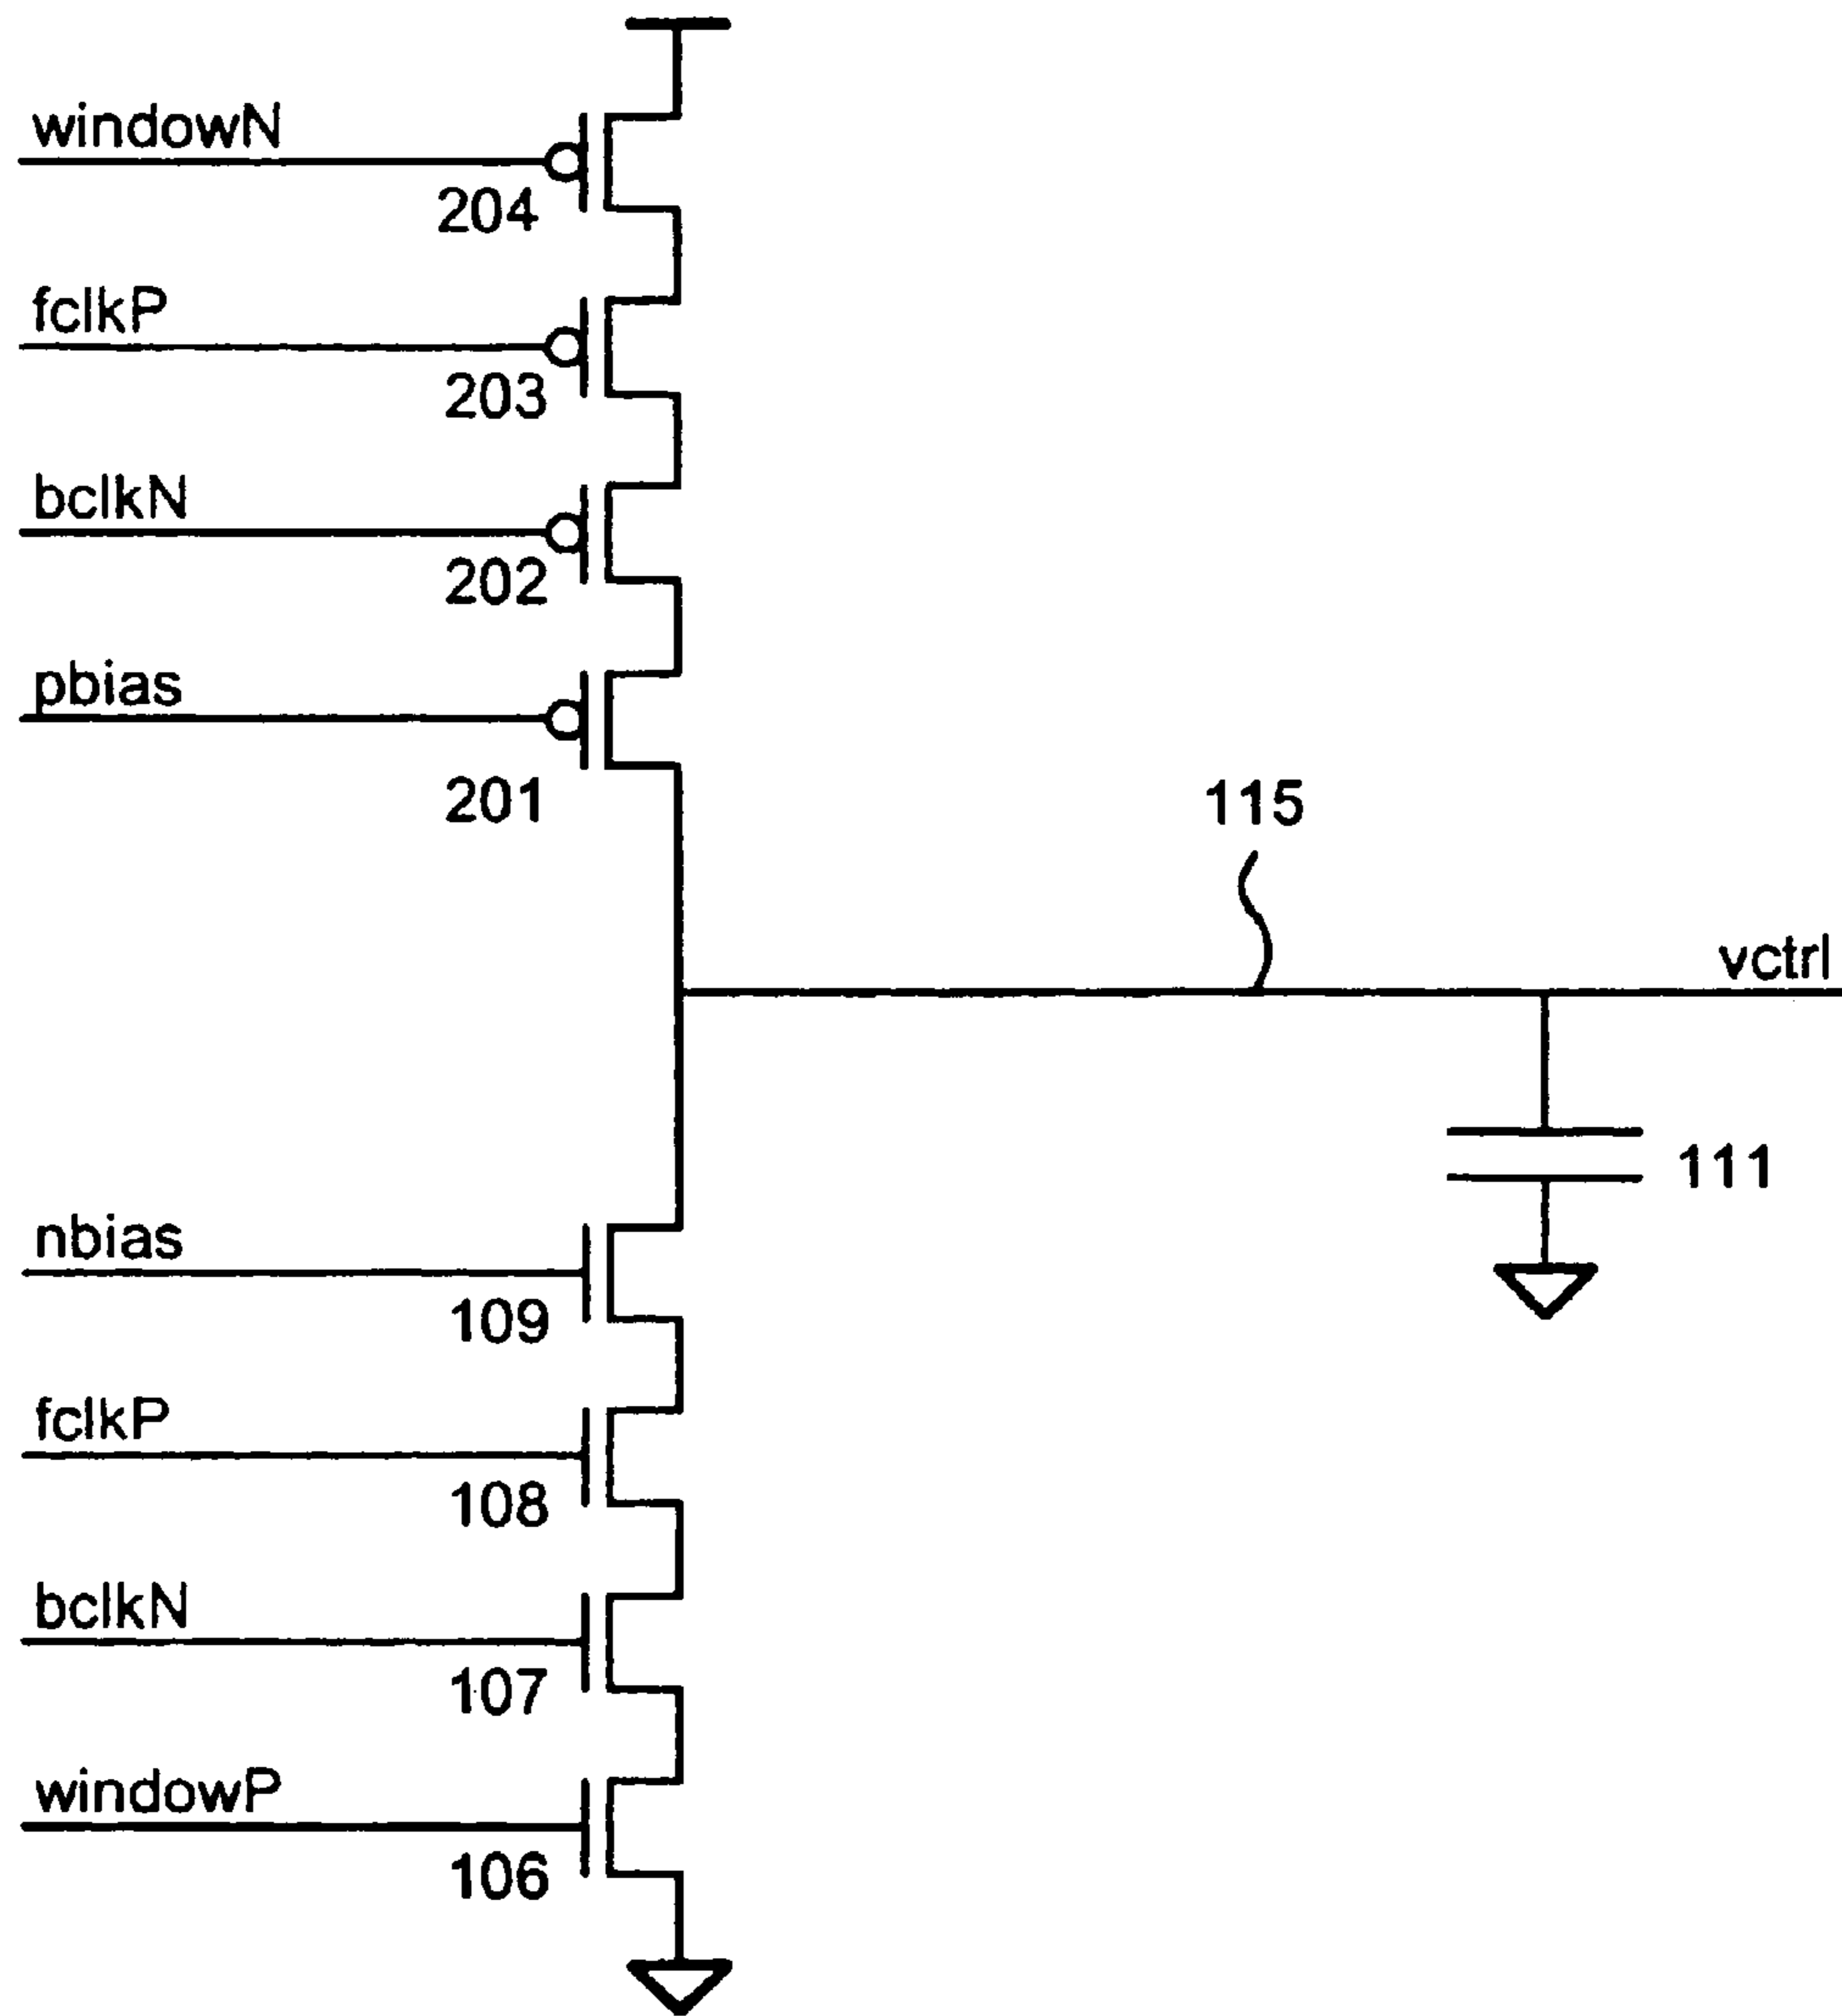 windowN
204
fclkP
203
bclkN
202
pbias
201
115
vctrl
111
nbias
109
fclkP
108
bclkN
107
windowP
106